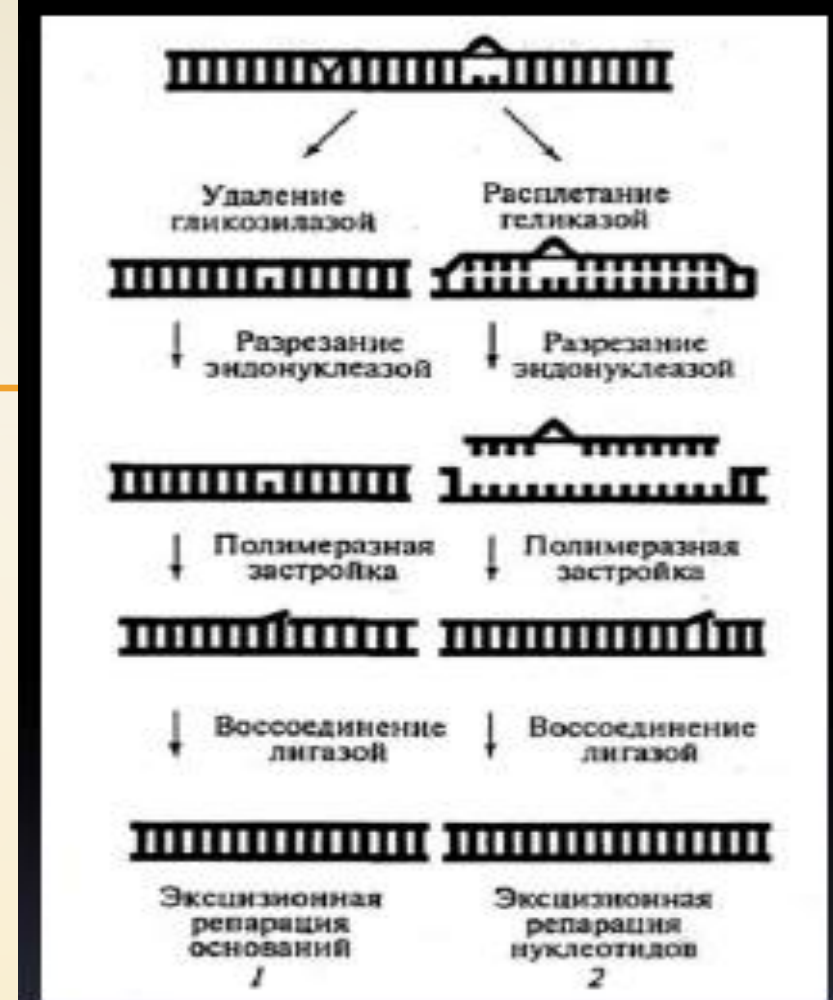 Удаление
гликозилазой
Расплетание
геликазой
Разрезание
эндонуклеазой
Разрезание
эндонуклеазой
Полимеразная
застройка
Полимеразная
застройка
Воссоединение
лигазой
Воссоединение
лигазой
Эксцизионная
репарация
оснований
1
Эксцизионная
репарация
нуклеотидов
2